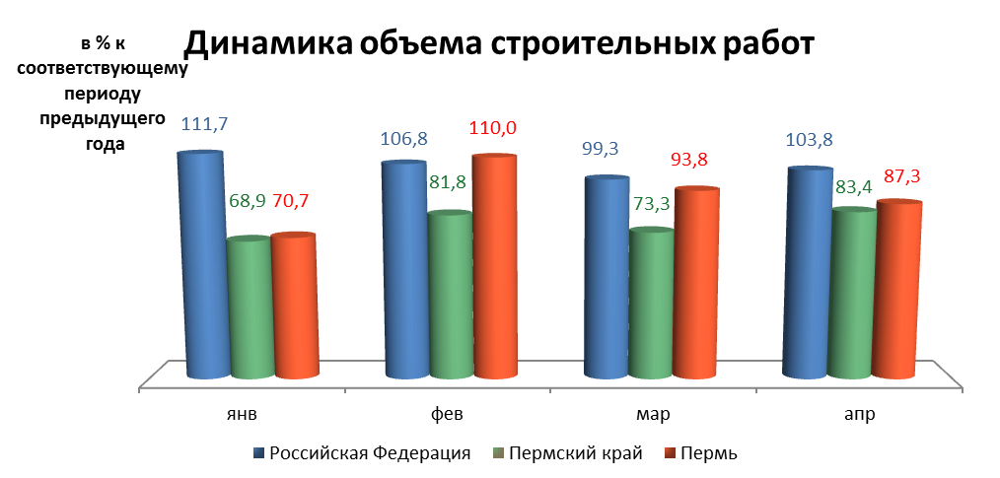 Динамика объема строительных работ
в % к
соответствующему
периоду
предыдущего
года
111,7
68,9
70,7
106,8
81,8
110,0
99,3
73,3
93,8
103,8
83,4
87,3
янв
фев
мар
апр
Российская Федерация
Пермский край
Пермь